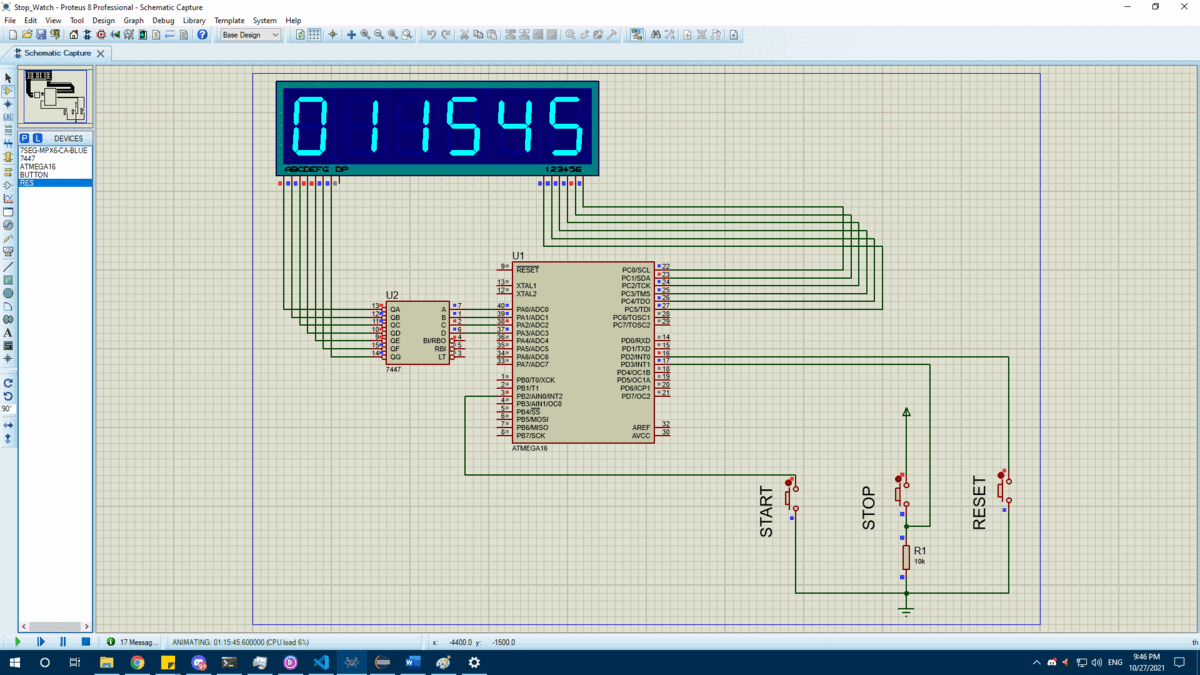 Stop_Watch - Proteus 8 Professional - Schematic Capture
File Edit View Tool Design Graph Debug Library Template System Help
Base Design
Schematic Capture
P L DEVICES
7SEG-MPX6-CA-BLUE
7447
ATMEGA16
BUTTON
RES
90°
011545
ABCDEFG DP
123456
U1
9 RESET
13 XTAL1
12 XTAL2
40 PA0/ADC0
39 PA1/ADC1
38 PA2/ADC2
37 PA3/ADC3
36 PA4/ADC4
35 PA5/ADC5
34 PA6/ADC6
33 PA7/ADC7
1 PB0/T0/XCK
2 PB1/T1
3 PB2/AIN0/INT2
4 PB3/AIN1/OC0
5 PB4/SS
6 PB5/MOSI
7 PB6/MISO
8 PB7/SCK
PC0/SCL 22
PC1/SDA 23
PC2/TCK 24
PC3/TMS 25
PC4/TDO 26
PC5/TDI 27
PC6/TOSC1 28
PC7/TOSC2 29
PD0/RXD 14
PD1/TXD 15
PD2/INT0 16
PD3/INT1 17
PD4/OC1B 18
PD5/OC1A 19
PD6/ICP1 20
PD7/OC2 21
AREF 32
AVCC 30
ATMEGA16
U2
13 QA A 7
12 QB B 1
11 QC C 2
10 QD D 6
9 QE BI/RBO 4
15 QF RBI 5
14 QG LT 3
7447
START
STOP
RESET
R1
10k
17 Messag...
ANIMATING: 01:15:45.600000 (CPU load 6%)
x: -4400.0 y: -1500.0
th
ENG
9:46 PM
10/27/2021